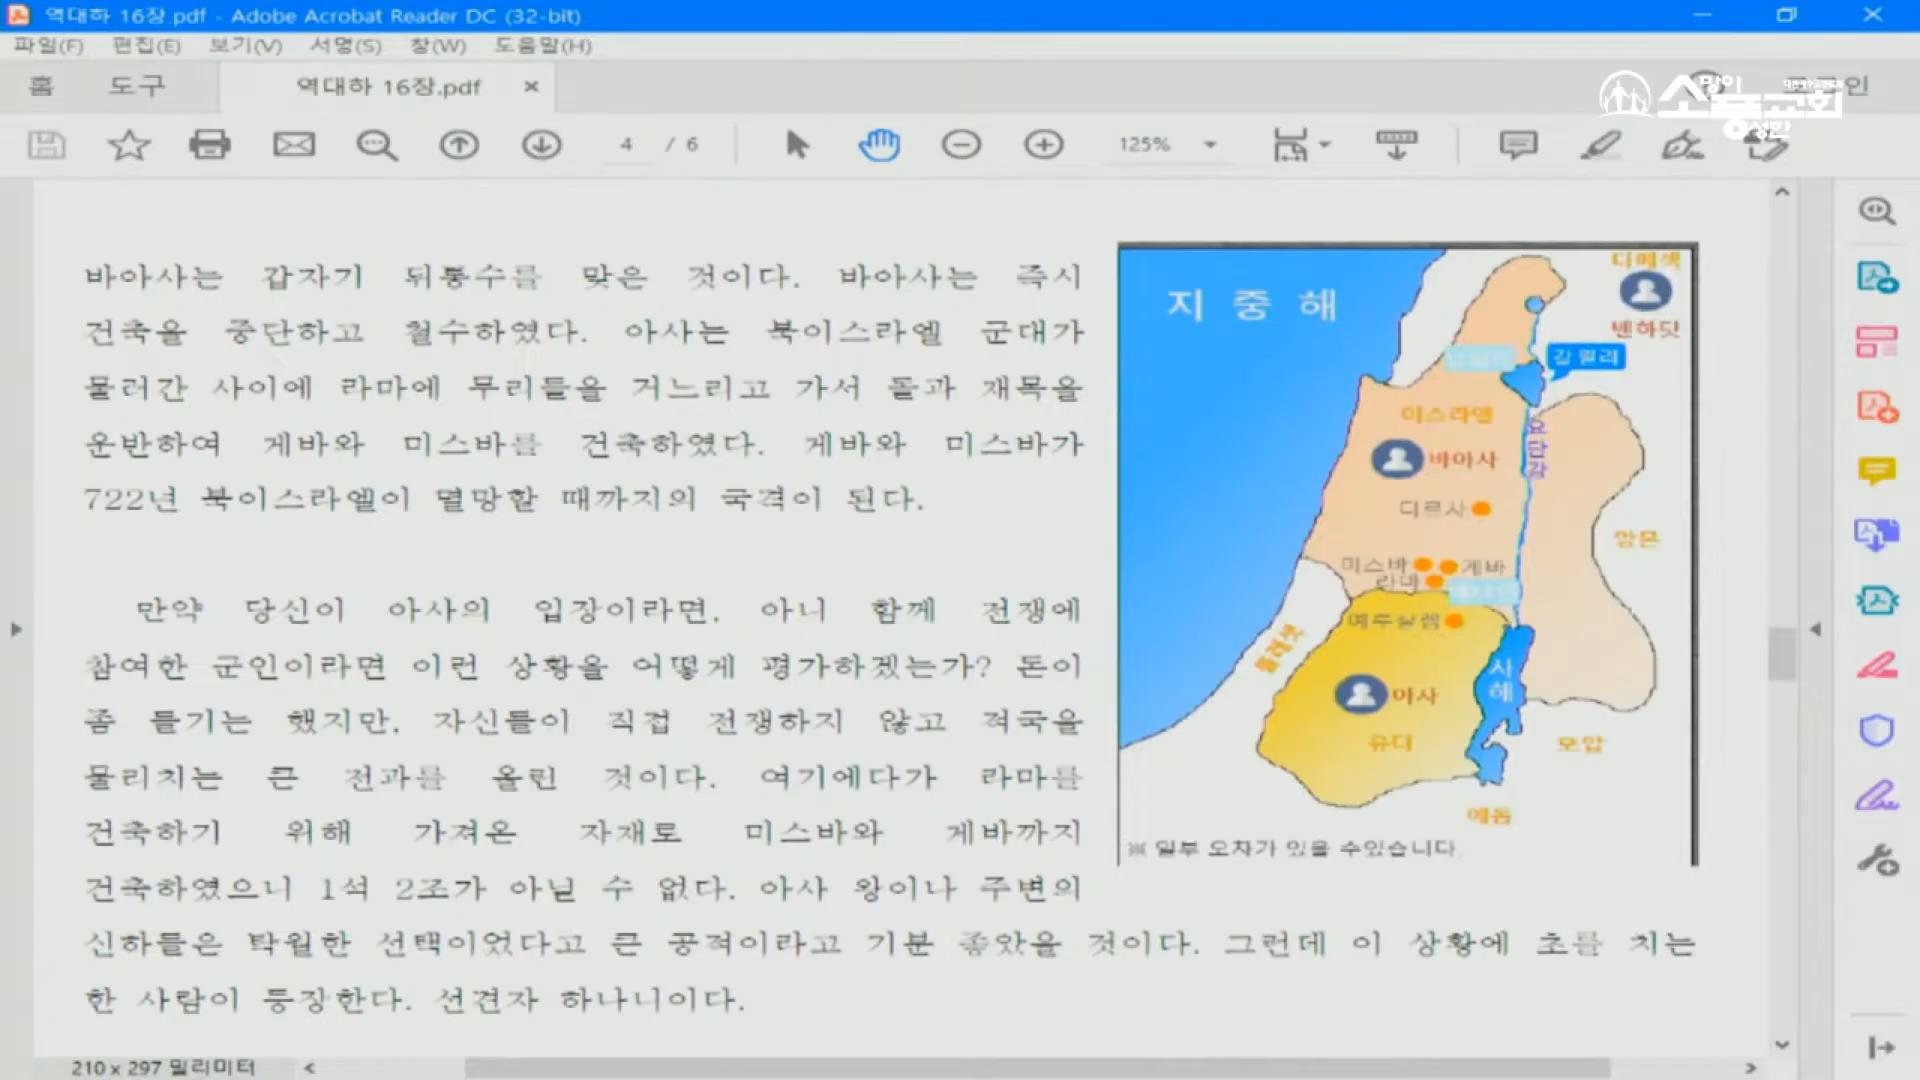 역대하 16장.pdf - Adobe Acrobat Reader DC (32-bit)
파일(F) 편집(E) 보기(V) 서명(S) 창(W) 도움말(H)
홈 도구 역대하 16장.pdf ×
소망이 소통교회
4 / 6 125%
바아사는 갑자기 뒤통수를 맞은 것이다. 바아사는 즉시
건축을 중단하고 철수하였다. 아사는 북이스라엘 군대가
물러간 사이에 라마에 무리들을 거느리고 가서 돌과 재목을
운반하여 게바와 미스바를 건축하였다. 게바와 미스바가
722년 북이스라엘이 멸망할 때까지의 국격이 된다.
만약 당신이 아사의 입장이라면, 아니 함께 전쟁에
참여한 군인이라면 이런 상황을 어떻게 평가하겠는가? 돈이
좀 들기는 했지만, 자신들이 직접 전쟁하지 않고 적국을
물리치는 큰 전과를 올린 것이다. 여기에다가 라마를
건축하기 위해 가져온 자재로 미스바와 게바까지
건축하였으니 1석 2조가 아닐 수 없다. 아사 왕이나 주변의
신하들은 탁월한 선택이었다고 큰 공적이라고 기분 좋았을 것이다. 그런데 이 상황에 초를 치는
한 사람이 등장한다. 선견자 하나니이다.
지중해
다메섹
벤하닷
갈릴리
이스라엘
요단강
바아사
디르사
암몬
미스바 게바
라마
예루살렘
블레셋
사해
아사
유다
모압
에돔
※ 일부 오차가 있을 수있습니다.
210 x 297 밀리미터